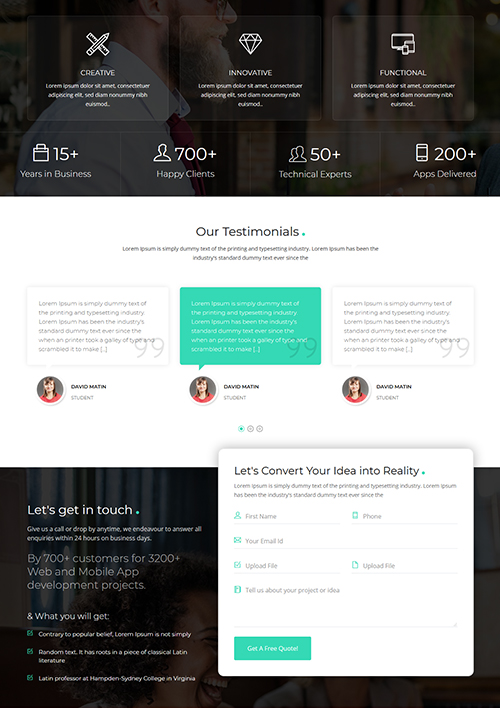 CREATIVE
Lorem ipsum dolor sit amet, consectetuer
adipiscing elit, sed diam nonummy nibh
euismod..
INNOVATIVE
Lorem ipsum dolor sit amet, consectetuer
adipiscing elit, sed diam nonummy nibh
euismod..
FUNCTIONAL
Lorem ipsum dolor sit amet, consectetuer
adipiscing elit, sed diam nonummy nibh
euismod..
15+
Years in Business
700+
Happy Clients
50+
Technical Experts
200+
Apps Delivered
Our Testimonials
Lorem Ipsum is simply dummy text of the printing and typesetting industry. Lorem Ipsum has been the
industry's standard dummy text ever since the
Lorem Ipsum is simply dummy text of
the printing and typesetting industry.
Lorem Ipsum has been the industry's
standard dummy text ever since the
when an printer took a galley of type and
scrambled it to make [..]
DAVID MATIN
STUDENT
Lorem Ipsum is simply dummy text of
the printing and typesetting industry.
Lorem Ipsum has been the industry's
standard dummy text ever since the
when an printer took a galley of type and
scrambled it to make [..]
DAVID MATIN
STUDENT
Lorem Ipsum is simply dummy text of
the printing and typesetting industry.
Lorem Ipsum has been the industry's
standard dummy text ever since the
when an printer took a galley of type and
scrambled it to make [..]
DAVID MATIN
STUDENT
Let's get in touch
Give us a call or drop by anytime, we endeavour to answer all
enquiries within 24 hours on business days.
By 700+ customers for 3200+
Web and Mobile App
development projects.
& What you will get:
Contrary to popular belief, Lorem Ipsum is not simply
Random text. It has roots in a piece of classical Latin
literature
Latin professor at Hampden-Sydney College in Virginia
Let's Convert Your Idea into Reality
Lorem Ipsum is simply dummy text of the printing and typesetting industry. Lorem Ipsum
has been the industry's standard dummy text ever since the
First Name
Phone
Your Email Id
Upload File
Upload File
Tell us about your project or idea
Get A Free Quote!